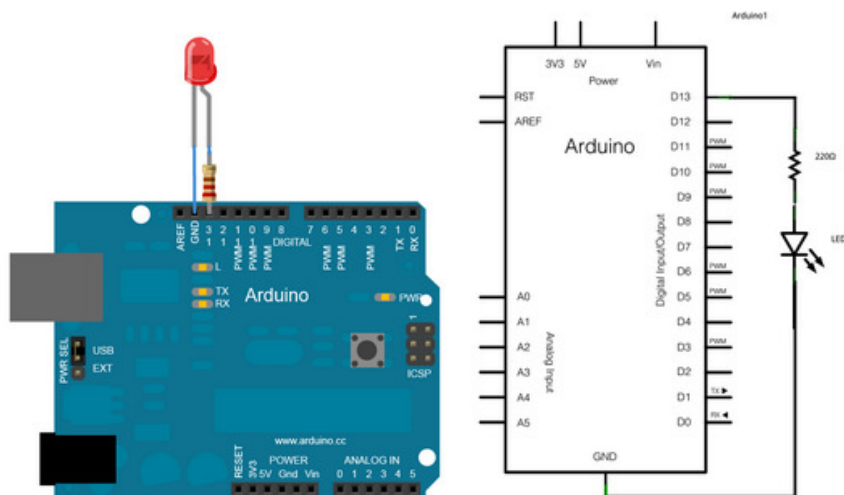 AREF
GND
13
12
PWM 11
PWM 10
PWM 9
8
DIGITAL
7
PWM 6
PWM 5
4
PWM 3
2
TX 1
RX 0
L
TX
RX
Arduino
PWR
PWR SEL
USB
EXT
1
ICSP
www.arduino.cc
POWER
ANALOG IN
RESET
3V3
5V
Gnd
Vin
0 1 2 3 4 5
Arduino1
3V3
5V
Vin
Power
RST
AREF
Arduino
A0
A1
A2
A3
A4
A5
Analog Input
Digital Input/Output
D13
D12
D11 PWM
D10 PWM
D9 PWM
D8
D7
D6 PWM
D5 PWM
D4
D3 PWM
D2
D1 TX
D0 RX
GND
220Ω
LED